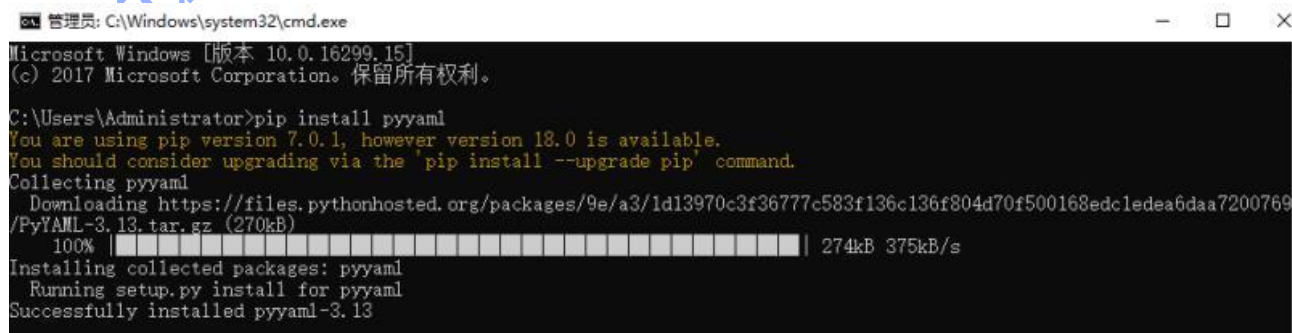 管理员: C:\Windows\system32\cmd.exe
Microsoft Windows [版本 10.0.16299.15]
(c) 2017 Microsoft Corporation。保留所有权利。
C:\Users\Administrator>pip install pyyaml
You are using pip version 7.0.1, however version 18.0 is available.
You should consider upgrading via the 'pip install --upgrade pip' command.
Collecting pyyaml
Downloading https://files.pythonhosted.org/packages/9e/a3/1d13970c3f36777c583f136c136f804d70f500168edc1edea6daa7200769
/PyYAML-3.13.tar.gz (270kB)
100% |████████████████████████████████| 274kB 375kB/s
Installing collected packages: pyyaml
Running setup.py install for pyyaml
Successfully installed pyyaml-3.13